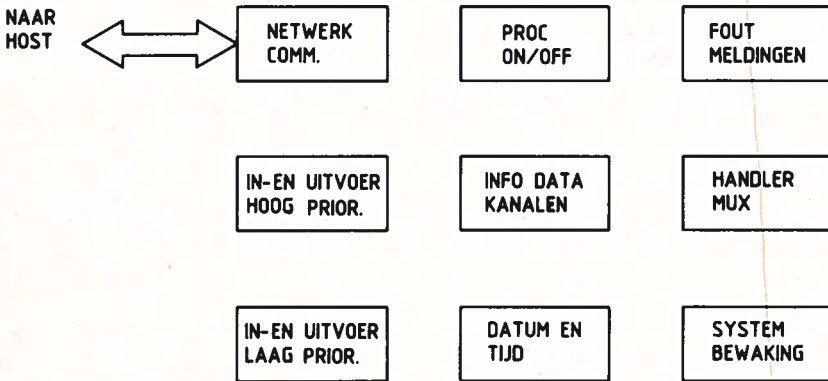 NAAR
HOST
NETWERK
COMM.
PROC
ON/OFF
FOUT
MELDINGEN
IN-EN UITVOER
HOOG PRIOR.
INFO DATA
KANALEN
HANDLER
MUX
IN-EN UITVOER
LAAG PRIOR.
DATUM EN
TIJD
SYSTEM
BEWAKING